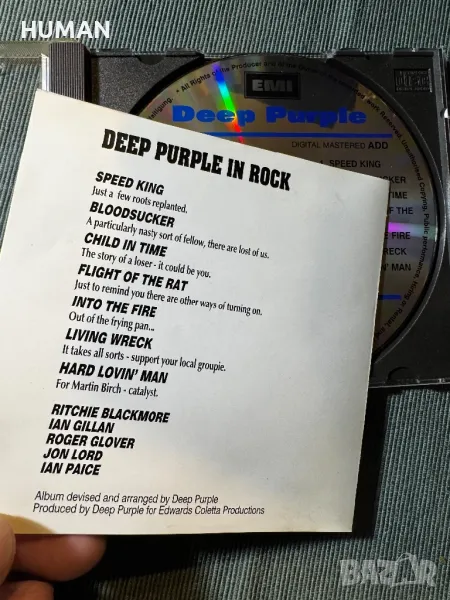 HUMAN
EMI
Deep Purple
DIGITAL MASTERED ADD
SPEED KING
TIME
OF THE
FIRE
DEEP PURPLE IN ROCK
SPEED KING
Just a few roots replanted.
BLOODSUCKER
A particularly nasty sort of fellow, there are lost of us.
CHILD IN TIME
The story of a loser - it could be you.
FLIGHT OF THE RAT
Just to remind you there are other ways of turning on.
INTO THE FIRE
Out of the frying pan...
LIVING WRECK
It takes all sorts - support your local groupie.
HARD LOVIN' MAN
For Martin Birch - catalyst.
RITCHIE BLACKMORE
IAN GILLAN
ROGER GLOVER
JON LORD
IAN PAICE
Album devised and arranged by Deep Purple
Produced by Deep Purple for Edwards Coletta Productions
BAZAR